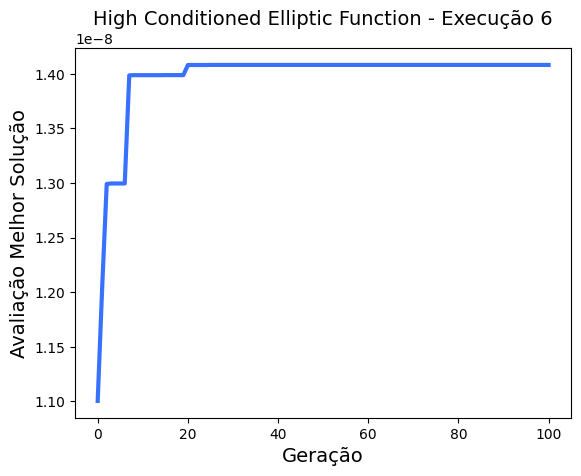 High Conditioned Elliptic Function - Execução 6
1e−8
1.40
1.35
1.30
1.25
1.20
1.15
1.10
Avaliação Melhor Solução
0 20 40 60 80 100
Geração